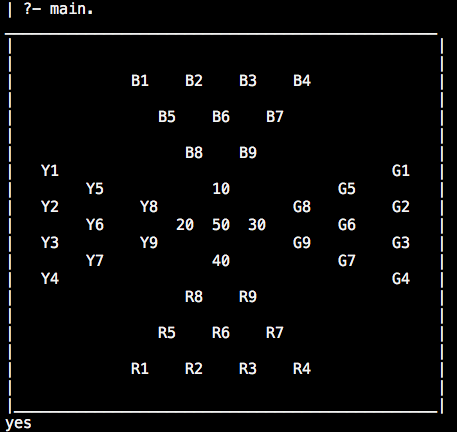 | ?- main.
B1 B2 B3 B4
B5 B6 B7
B8 B9
Y1 G1
Y5 10 G5
Y2 Y8 G8 G2
Y6 20 50 30 G6
Y3 Y9 G9 G3
Y7 40 G7
Y4 G4
R8 R9
R5 R6 R7
R1 R2 R3 R4
yes